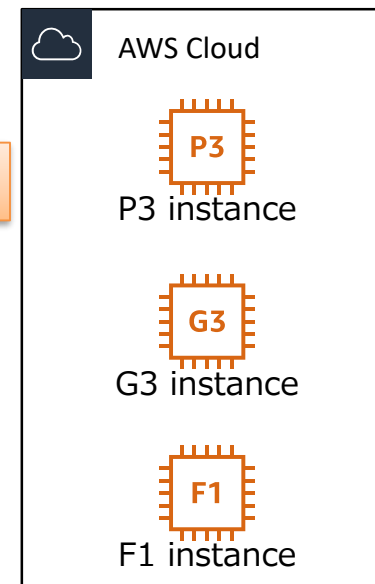 AWS Cloud
P3
P3 instance
G3
G3 instance
F1
F1 instance